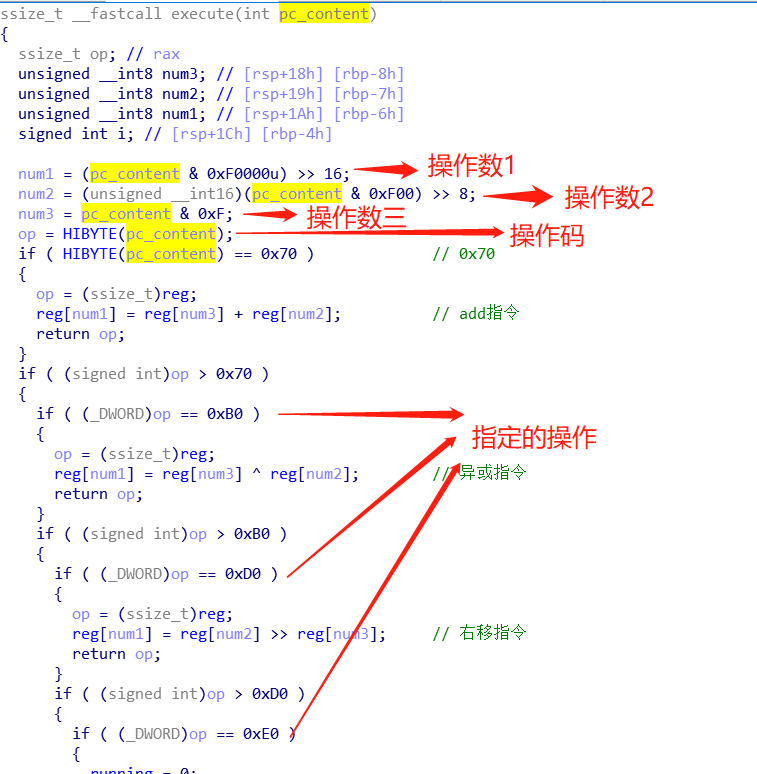 ssize_t __fastcall execute(int pc_content)
{
ssize_t op; // rax
unsigned __int8 num3; // [rsp+18h] [rbp-8h]
unsigned __int8 num2; // [rsp+19h] [rbp-7h]
unsigned __int8 num1; // [rsp+1Ah] [rbp-6h]
signed int i; // [rsp+1Ch] [rbp-4h]
num1 = (pc_content & 0xF0000u) >> 16; 操作数1
num2 = (unsigned __int16)(pc_content & 0xF00) >> 8; 操作数2
num3 = pc_content & 0xF; 操作数三
op = HIBYTE(pc_content); 操作码
if ( HIBYTE(pc_content) == 0x70 ) // 0x70
{
op = (ssize_t)reg;
reg[num1] = reg[num3] + reg[num2]; // add指令
return op;
}
if ( (signed int)op > 0x70 )
{
if ( (_DWORD)op == 0xB0 )
{ 指定的操作
op = (ssize_t)reg;
reg[num1] = reg[num3] ^ reg[num2]; // 异或指令
return op;
}
if ( (signed int)op > 0xB0 )
{
if ( (_DWORD)op == 0xD0 )
{
op = (ssize_t)reg;
reg[num1] = reg[num2] >> reg[num3]; // 右移指令
return op;
}
if ( (signed int)op > 0xD0 )
{
if ( (_DWORD)op == 0xE0 )
{
running = 0;